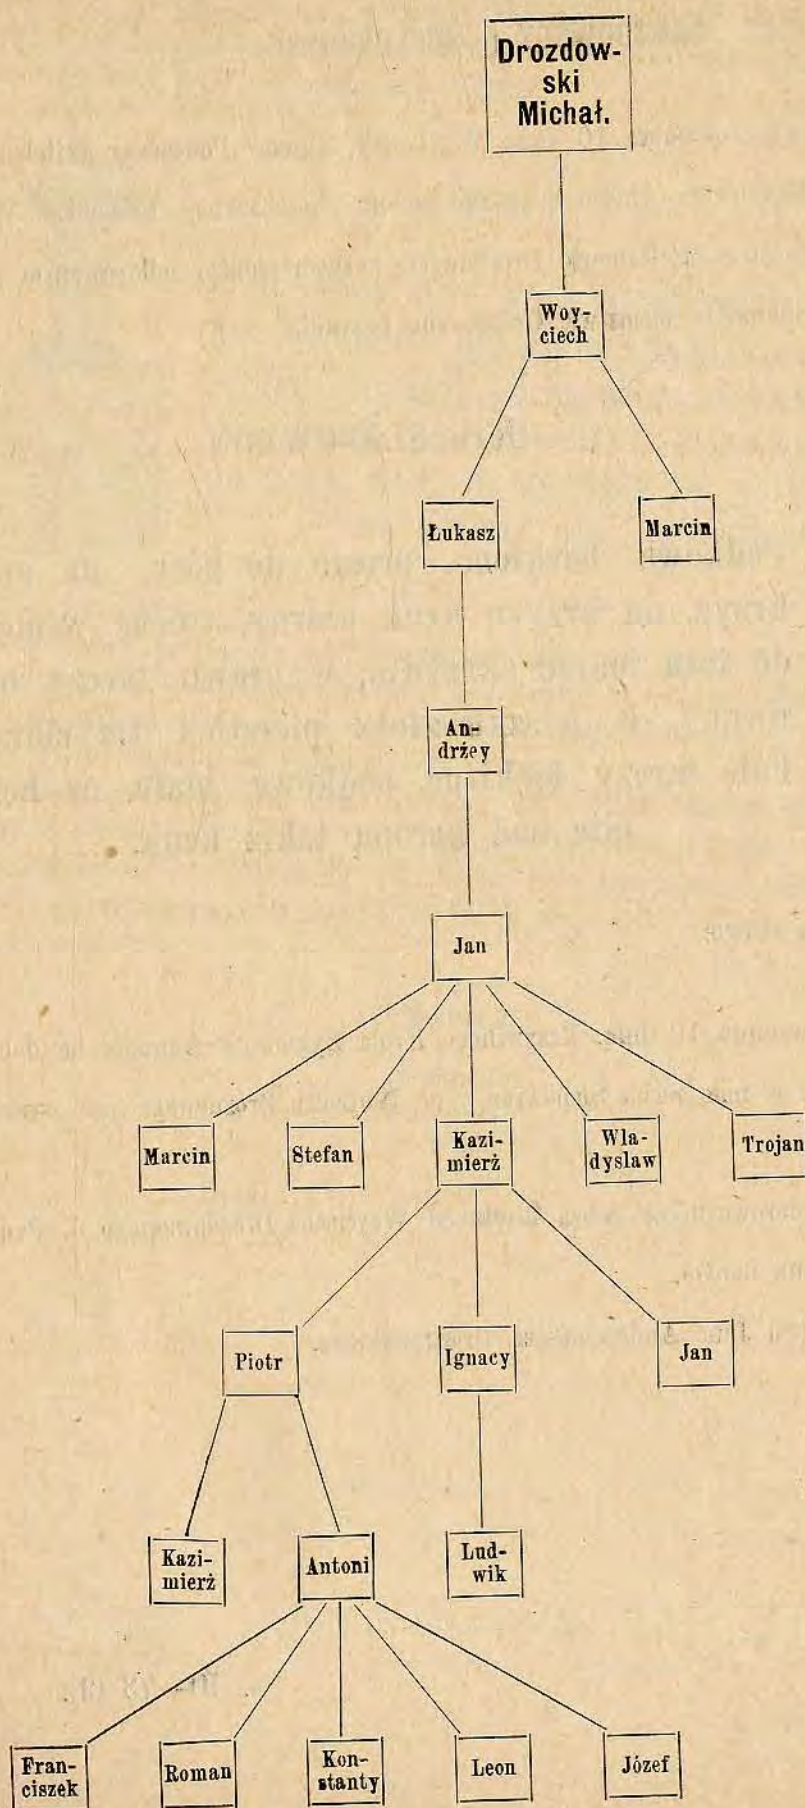 Drozdow-
ski
Michał.
Woy-
ciech
Łukasz
Marcin
An-
drżey
Jan
Marcin
Stefan
Kazi-
mierż
Wla-
dyslaw
Trojan
Piotr
Ignacy
Jan
Kazi-
mierż
Antoni
Lud-
wik
Fran-
ciszek
Roman
Kon-
stanty
Leon
Józef